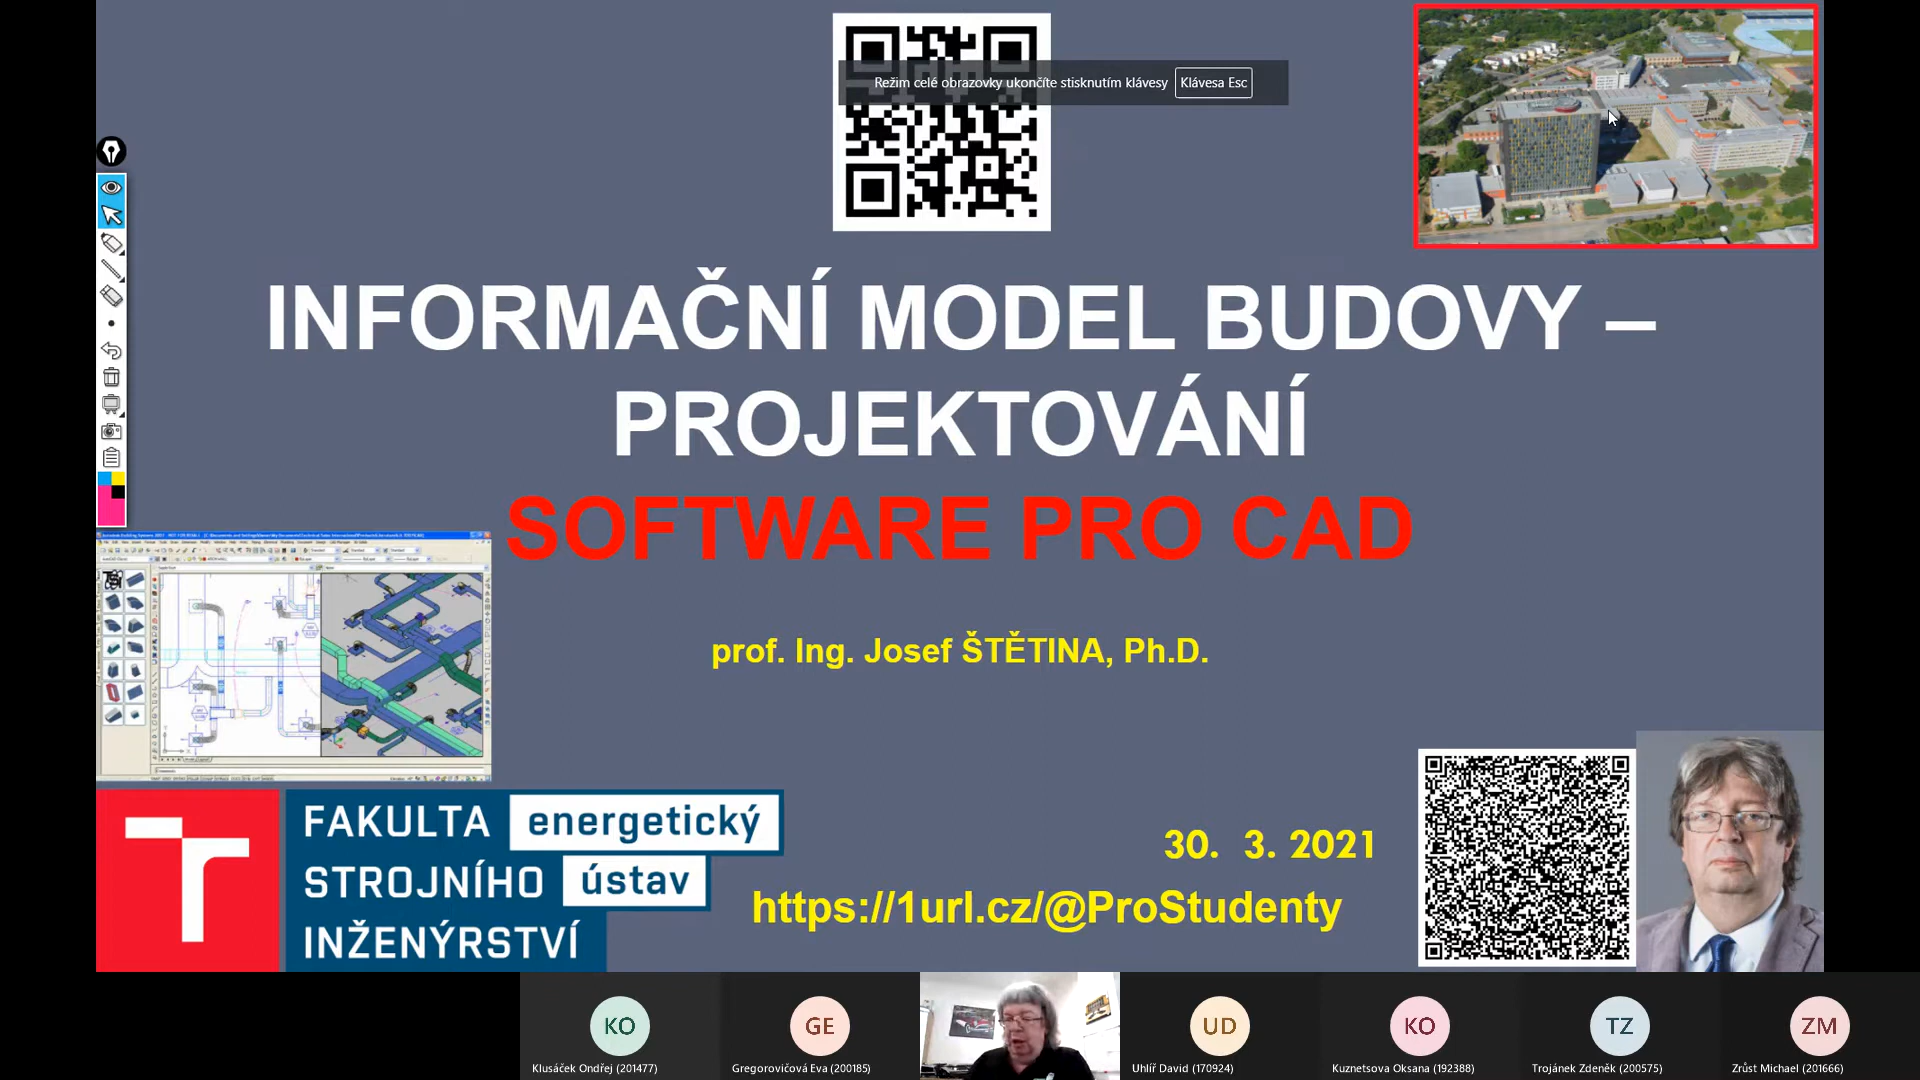 Režim celé obrazovky ukončíte stisknutím klávesy Klávesa Esc
INFORMAČNÍ MODEL BUDOVY –
PROJEKTOVÁNÍ
SOFTWARE PRO CAD
prof. Ing. Josef ŠTĚTINA, Ph.D.
FAKULTA energetický
STROJNÍHO ústav
INŽENÝRSTVÍ
30. 3. 2021
https://1url.cz/@ProStudenty
KO
GE
UD
KO
TZ
ZM
Klusáček Ondřej (201477)
Gregorovičová Eva (200185)
Uhlíř David (170924)
Kuznetsova Oksana (192388)
Trojánek Zdeněk (200575)
Zrůst Michael (201666)